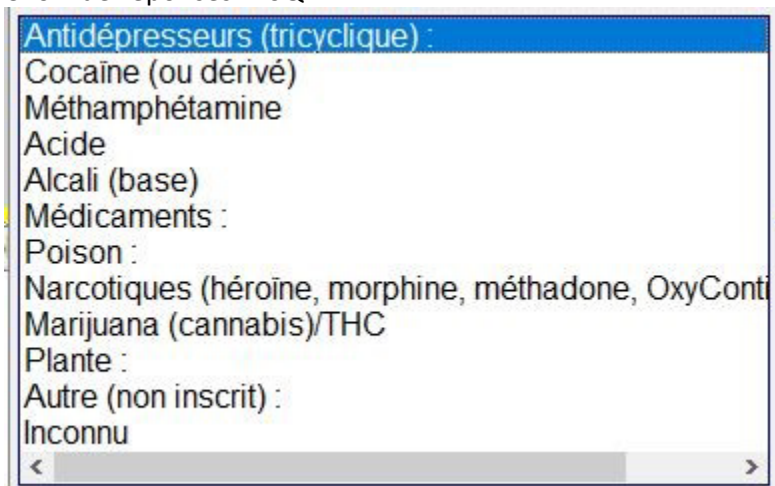 Antidépresseurs (tricyclique) :
Cocaïne (ou dérivé)
Méthamphétamine
Acide
Alcali (base)
Médicaments :
Poison :
Narcotiques (héroïne, morphine, méthadone, OxyConti
Marijuana (cannabis)/THC
Plante :
Autre (non inscrit) :
Inconnu